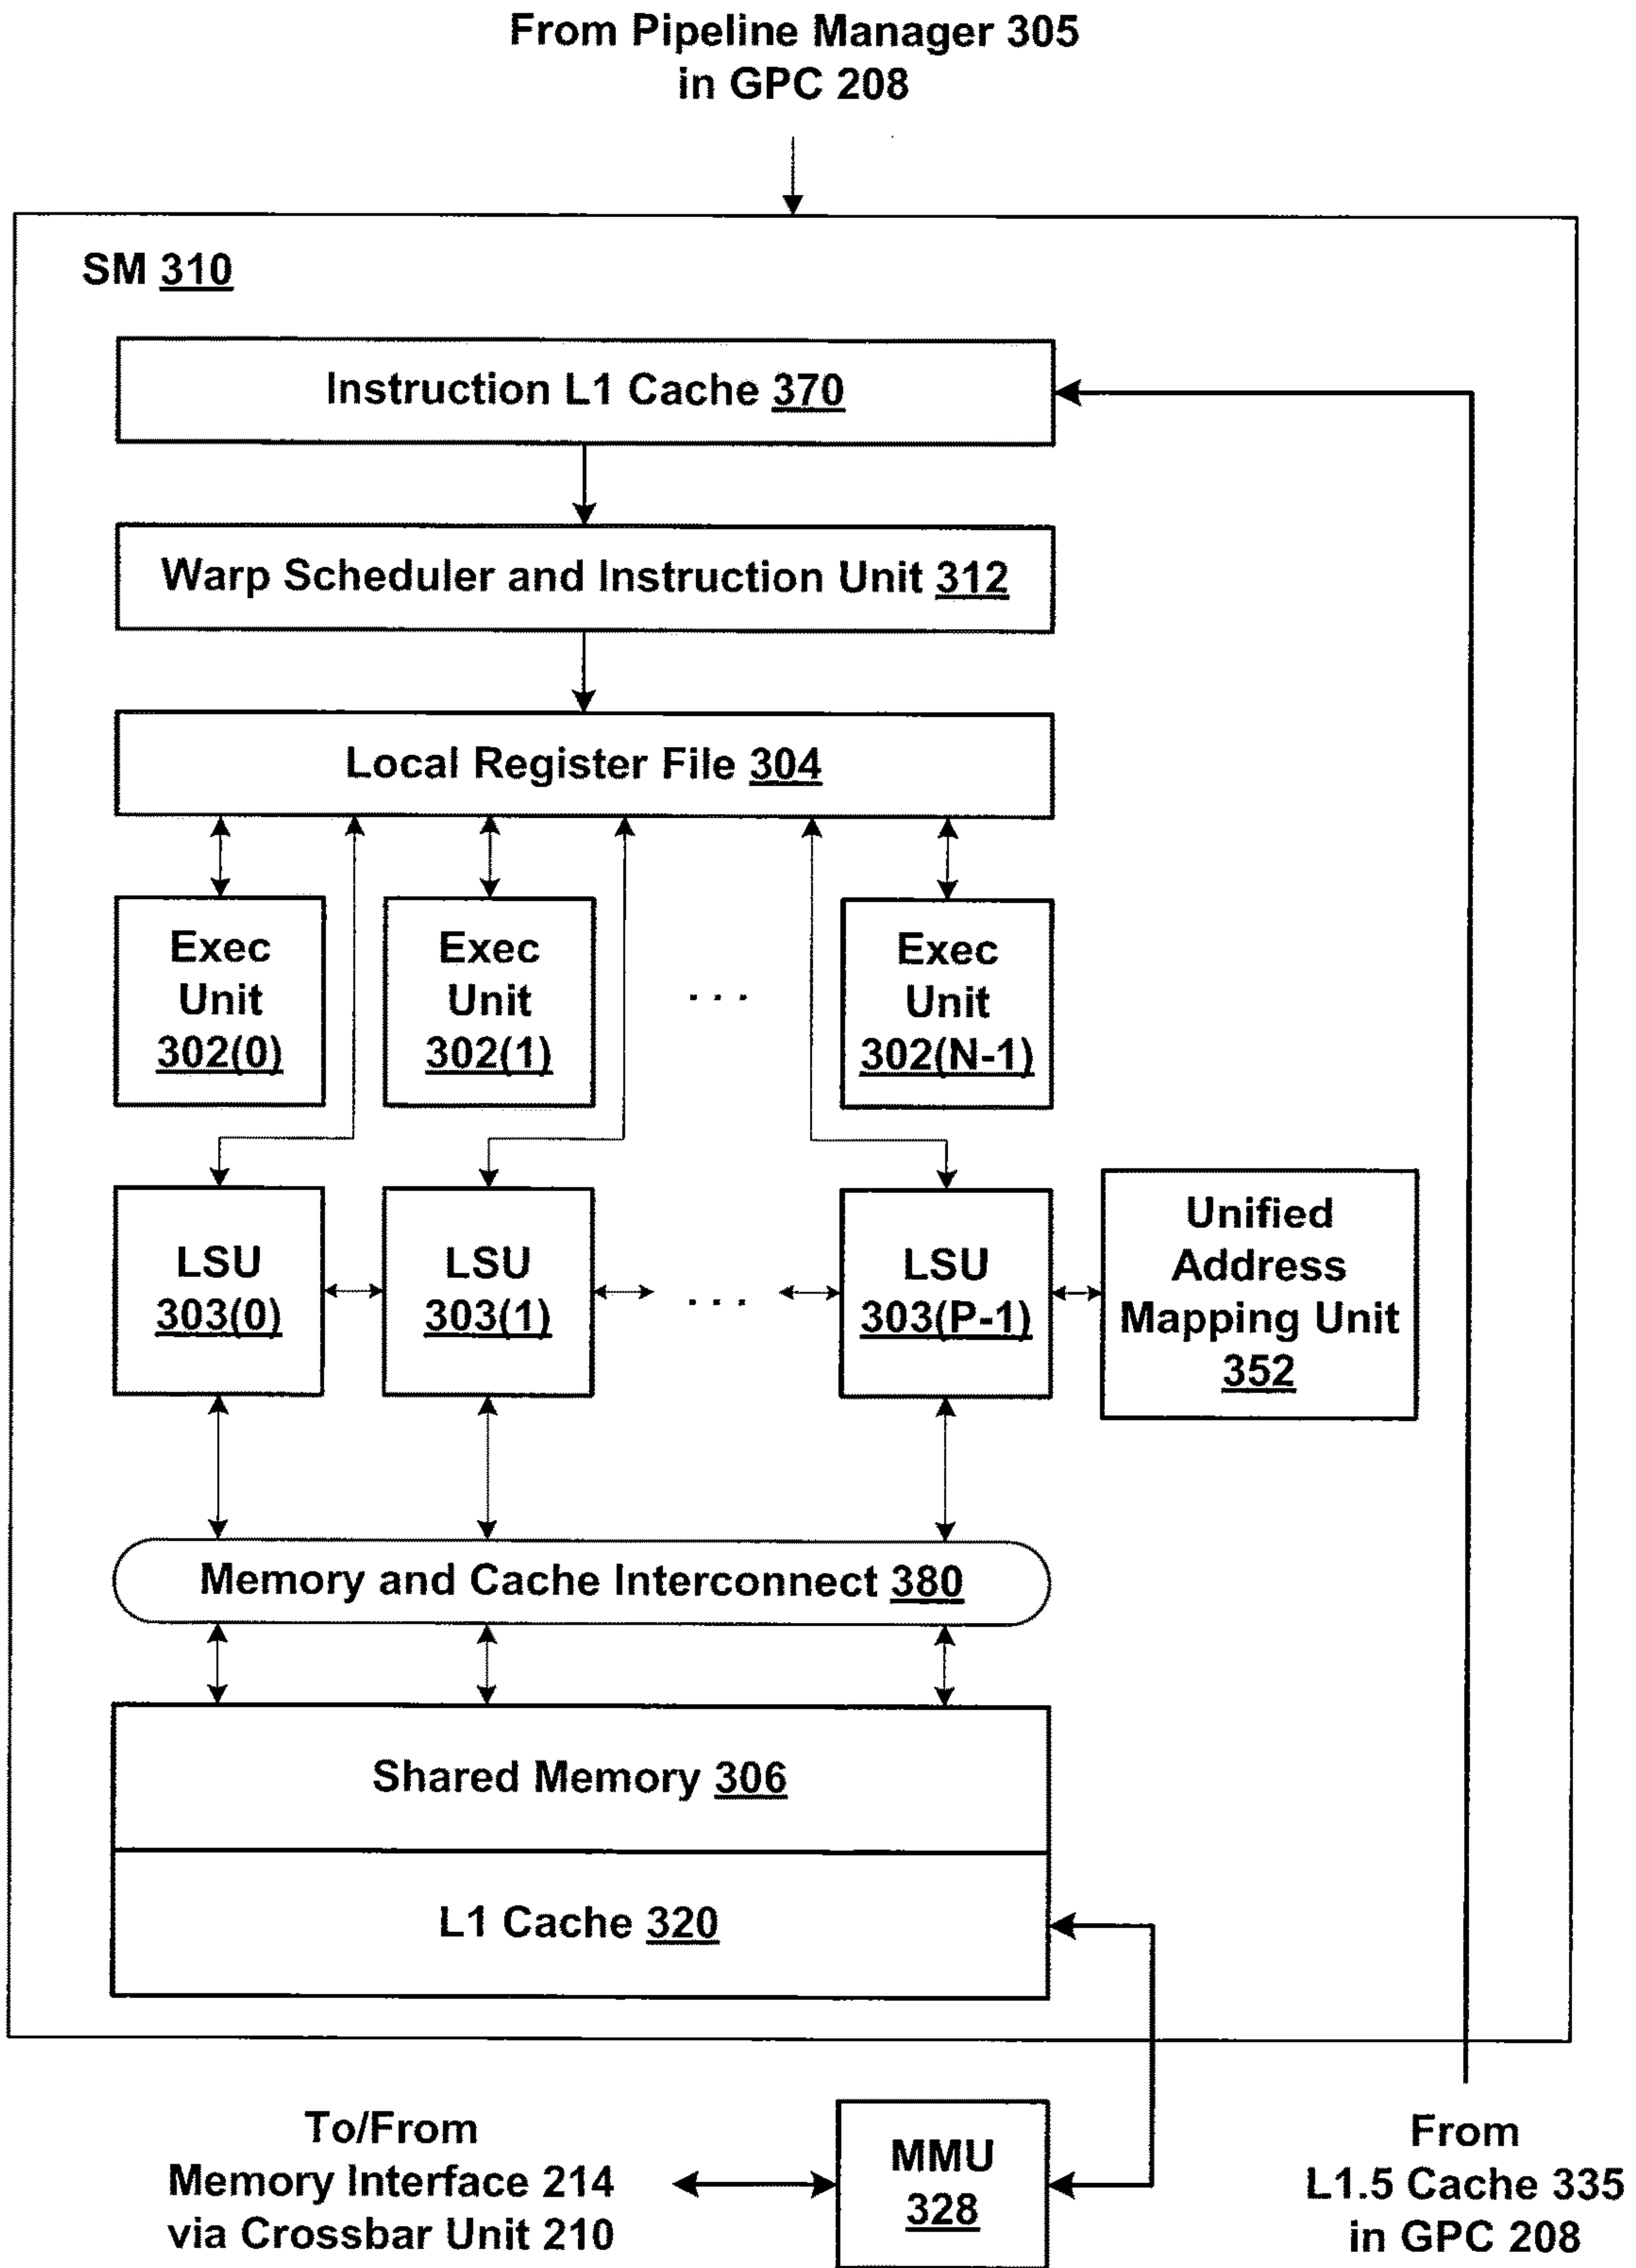 From Pipeline Manager 305
in GPC 208
SM 310
Instruction L1 Cache 370
Warp Scheduler and Instruction Unit 312
Local Register File 304
Exec
Unit
302(0)
Exec
Unit
302(1)
. . .
Exec
Unit
302(N-1)
LSU
303(0)
LSU
303(1)
. . .
LSU
303(P-1)
Unified
Address
Mapping Unit
352
Memory and Cache Interconnect 380
Shared Memory 306
L1 Cache 320
To/From
Memory Interface 214
via Crossbar Unit 210
MMU
328
From
L1.5 Cache 335
in GPC 208